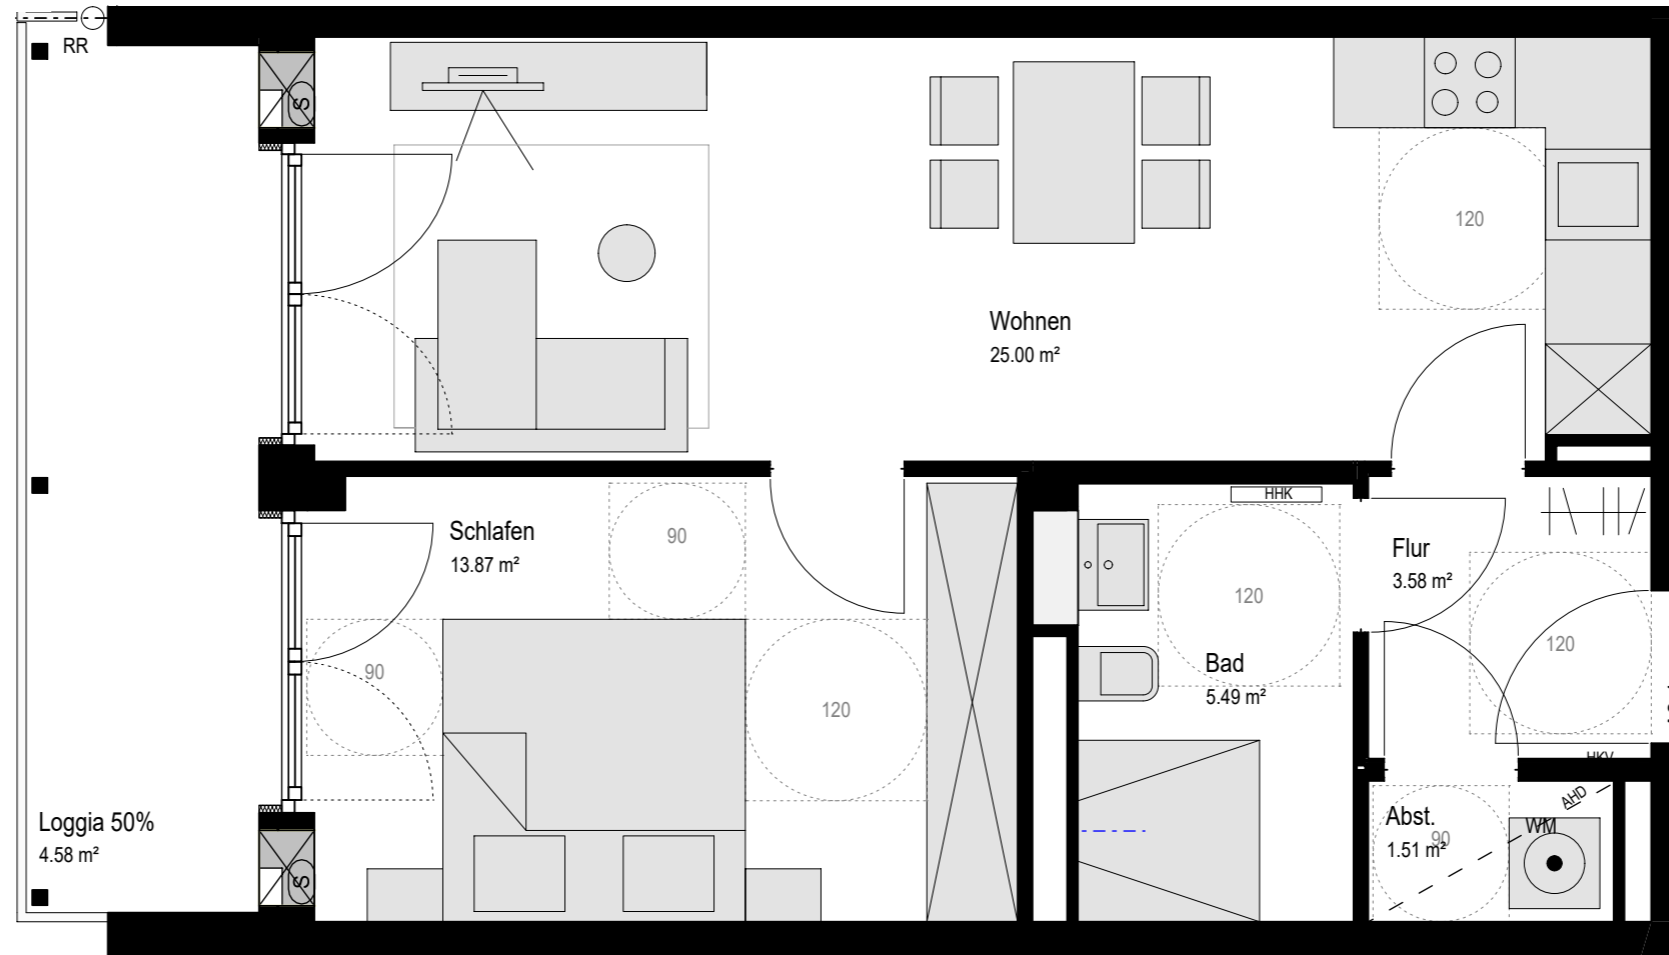 RR
S
120
Wohnen
25.00 m²
HHK
Schlafen
13.87 m²
90
Flur
3.58 m²
120
120
90
Bad
5.49 m²
120
HKV
Loggia 50%
4.58 m²
S
AHD
Abst.
WM
90
1.51 m²